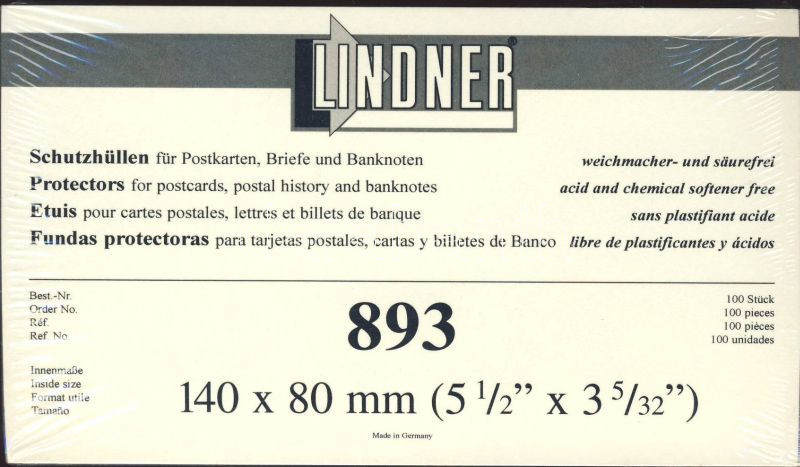 LINDNER®
Schutzhüllen für Postkarten, Briefe und Banknoten weichmacher- und säurefrei
Protectors for postcards, postal history and banknotes acid and chemical softener free
Etuis pour cartes postales, lettres et billets de banque sans plastifiant acide
Fundas protectoras para tarjetas postales, cartas y billetes de Banco libre de plastificantes y ácidos
Best.-Nr.
Order No.
Réf.
Ref. No
893
100 Stück
100 pieces
100 pièces
100 unidades
Innenmaße
Inside size
Format utile
Tamaño
140 x 80 mm (5 1/2” x 3 5/32”)
Made in Germany